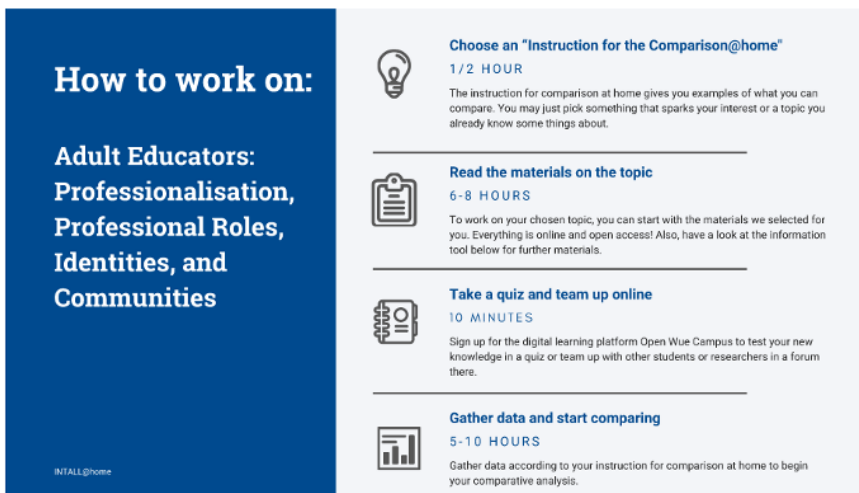 How to work on:
Adult Educators:
Professionalisation,
Professional Roles,
Identities, and
Communities
INTALL@home
Choose an “Instruction for the Comparison@home"
1/2 HOUR
The instruction for comparison at home gives you examples of what you can
compare. You may just pick something that sparks your interest or a topic you
already know some things about.
Read the materials on the topic
6-8 HOURS
To work on your chosen topic, you can start with the materials we selected for
you. Everything is online and open access! Also, have a look at the information
tool below for further materials.
Take a quiz and team up online
10 MINUTES
Sign up for the digital learning platform Open Wue Campus to test your new
knowledge in a quiz or team up with other students or researchers in a forum
there.
Gather data and start comparing
5-10 HOURS
Gather data according to your instruction for comparison at home to begin
your comparative analysis.